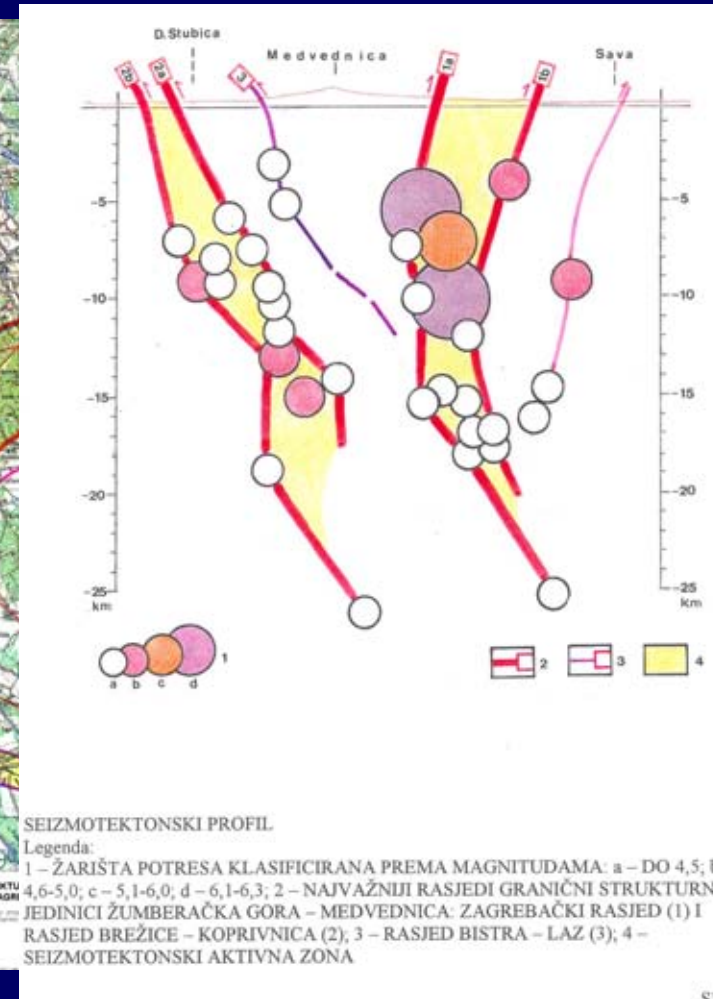 D. Stubica
Medvednica
Sava
2b
2a
3
1a
1b
-5
-5
-10
-10
-15
-15
-20
-20
-25
km
-25
km
1
a b c d
2
3
4
SEIZMOTEKTONSKI PROFIL
Legenda:
1 – ŽARIŠTA POTRESA KLASIFICIRANA PREMA MAGNITUDAMA: a – DO 4,5; b
4,6-5,0; c – 5,1-6,0; d – 6,1-6,3; 2 – NAJVAŽNIJI RASJEDI GRANIČNI STRUKTURN
JEDINICI ŽUMBERAČKA GORA – MEDVEDNICA: ZAGREBAČKI RASJED (1) I
RASJED BREŽICE – KOPRIVNICA (2); 3 – RASJED BISTRA – LAZ (3); 4 –
SEIZMOTEKTONSKI AKTIVNA ZONA